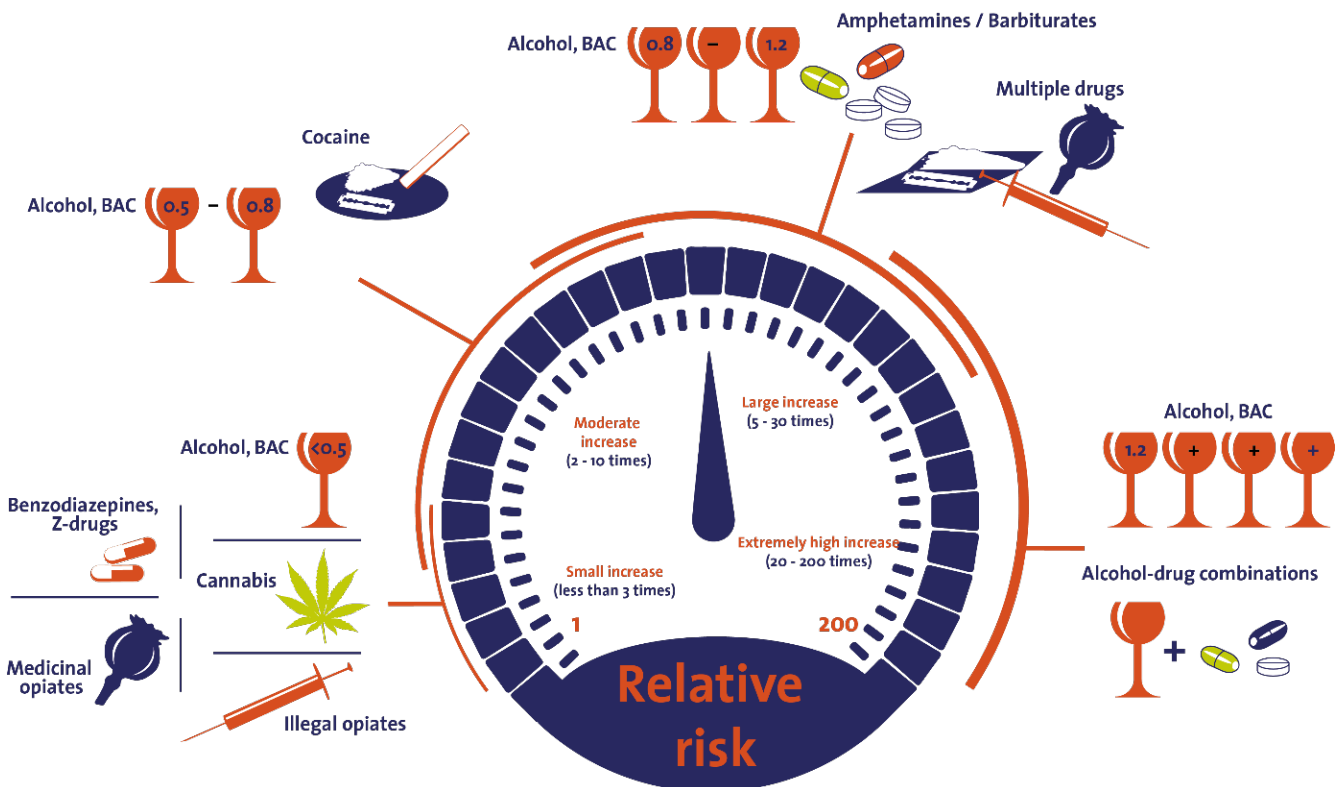 Amphetamines / Barbiturates
Alcohol, BAC 0.8 – 1.2
Multiple drugs
Cocaine
Alcohol, BAC 0.5 – 0.8
Large increase
(5 - 30 times)
Moderate
increase
(2 - 10 times)
Alcohol, BAC
1.2 + + +
Alcohol, BAC <0.5
Benzodiazepines,
Z-drugs
Cannabis
Extremely high increase
(20 - 200 times)
Small increase
(less than 3 times)
Alcohol-drug combinations
+
1
200
Medicinal
opiates
Illegal opiates
Relative
risk